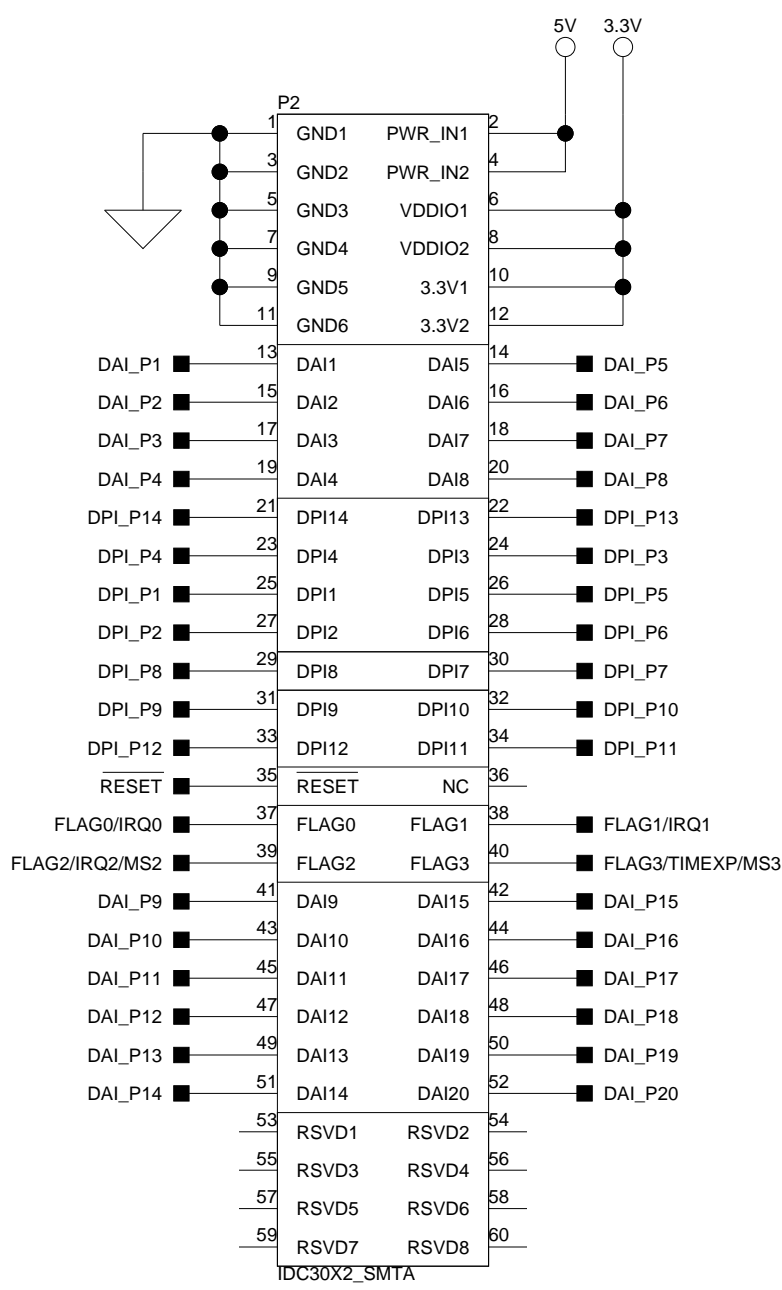 5V 3.3V
P2
1 GND1 PWR_IN1 2
3 GND2 PWR_IN2 4
5 GND3 VDDIO1 6
7 GND4 VDDIO2 8
9 GND5 3.3V1 10
11 GND6 3.3V2 12
DAI_P1 13 DAI1 DAI5 14 DAI_P5
DAI_P2 15 DAI2 DAI6 16 DAI_P6
DAI_P3 17 DAI3 DAI7 18 DAI_P7
DAI_P4 19 DAI4 DAI8 20 DAI_P8
DPI_P14 21 DPI14 DPI13 22 DPI_P13
DPI_P4 23 DPI4 DPI3 24 DPI_P3
DPI_P1 25 DPI1 DPI5 26 DPI_P5
DPI_P2 27 DPI2 DPI6 28 DPI_P6
DPI_P8 29 DPI8 DPI7 30 DPI_P7
DPI_P9 31 DPI9 DPI10 32 DPI_P10
DPI_P12 33 DPI12 DPI11 34 DPI_P11
RESET 35 RESET NC 36
FLAG0/IRQ0 37 FLAG0 FLAG1 38 FLAG1/IRQ1
FLAG2/IRQ2/MS2 39 FLAG2 FLAG3 40 FLAG3/TIMEXP/MS3
DAI_P9 41 DAI9 DAI15 42 DAI_P15
DAI_P10 43 DAI10 DAI16 44 DAI_P16
DAI_P11 45 DAI11 DAI17 46 DAI_P17
DAI_P12 47 DAI12 DAI18 48 DAI_P18
DAI_P13 49 DAI13 DAI19 50 DAI_P19
DAI_P14 51 DAI14 DAI20 52 DAI_P20
53 RSVD1 RSVD2 54
55 RSVD3 RSVD4 56
57 RSVD5 RSVD6 58
59 RSVD7 RSVD8 60
IDC30X2_SMTA